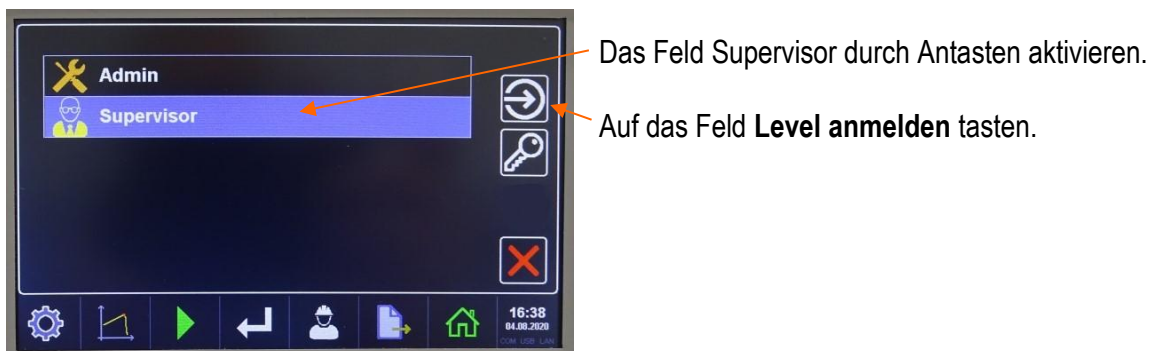 Admin
Supervisor
Das Feld Supervisor durch Antasten aktivieren.
Auf das Feld Level anmelden tasten.
16:38
04.08.2020
COM USB LAN